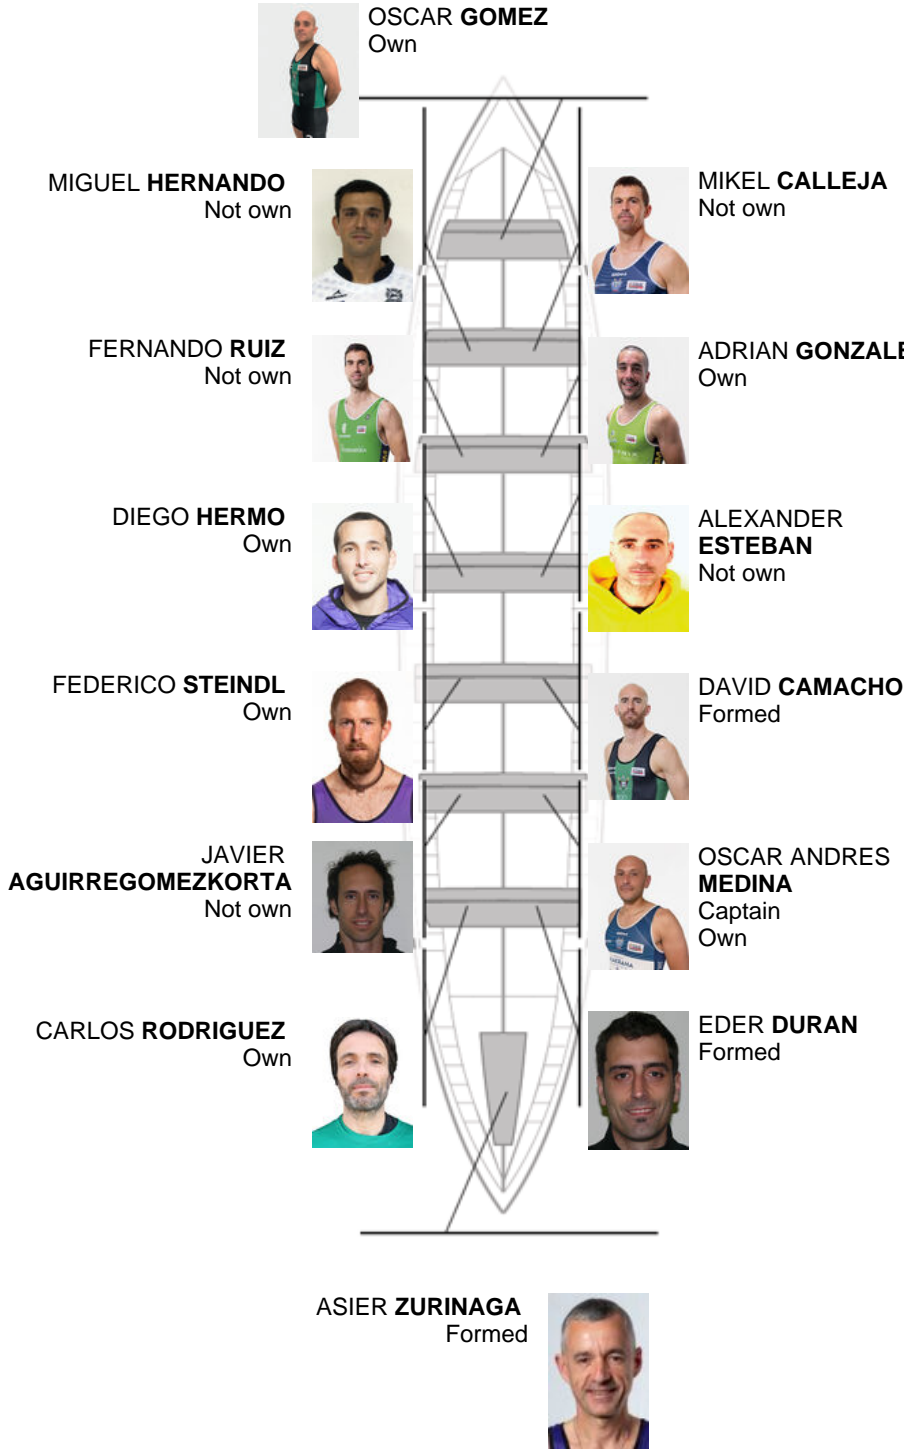 OSCAR GOMEZ
Own
MIGUEL HERNANDO
Not own
MIKEL CALLEJA
Not own
FERNANDO RUIZ
Not own
ADRIAN GONZALE
Own
DIEGO HERMO
Own
ALEXANDER
ESTEBAN
Not own
FEDERICO STEINDL
Own
DAVID CAMACHO
Formed
JAVIER
AGUIRREGOMEZKORTA
Not own
OSCAR ANDRES
MEDINA
Captain
Own
CARLOS RODRIGUEZ
Own
EDER DURAN
Formed
ASIER ZURINAGA
Formed